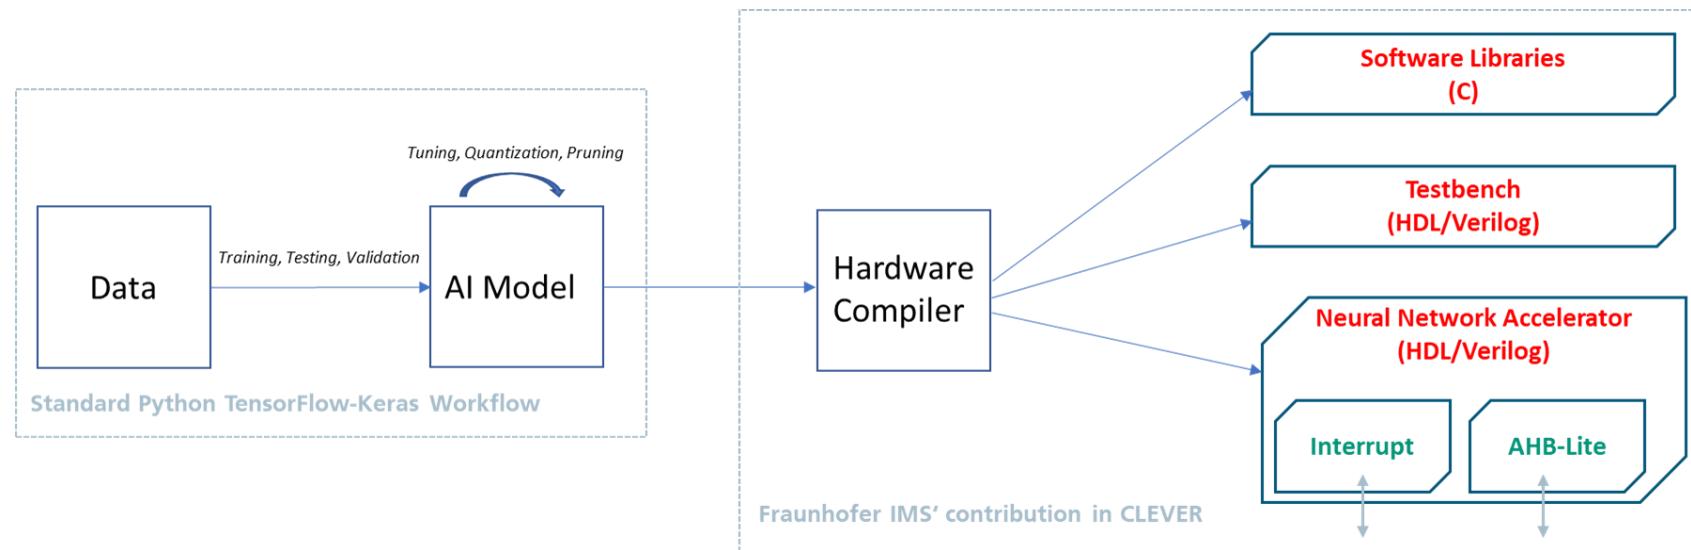 Software Libraries
(C)
Tuning, Quantization, Pruning
Testbench
(HDL/Verilog)
Data
Training, Testing, Validation
AI Model
Hardware
Compiler
Neural Network Accelerator
(HDL/Verilog)
Standard Python TensorFlow-Keras Workflow
Interrupt
AHB-Lite
Fraunhofer IMS‘ contribution in CLEVER